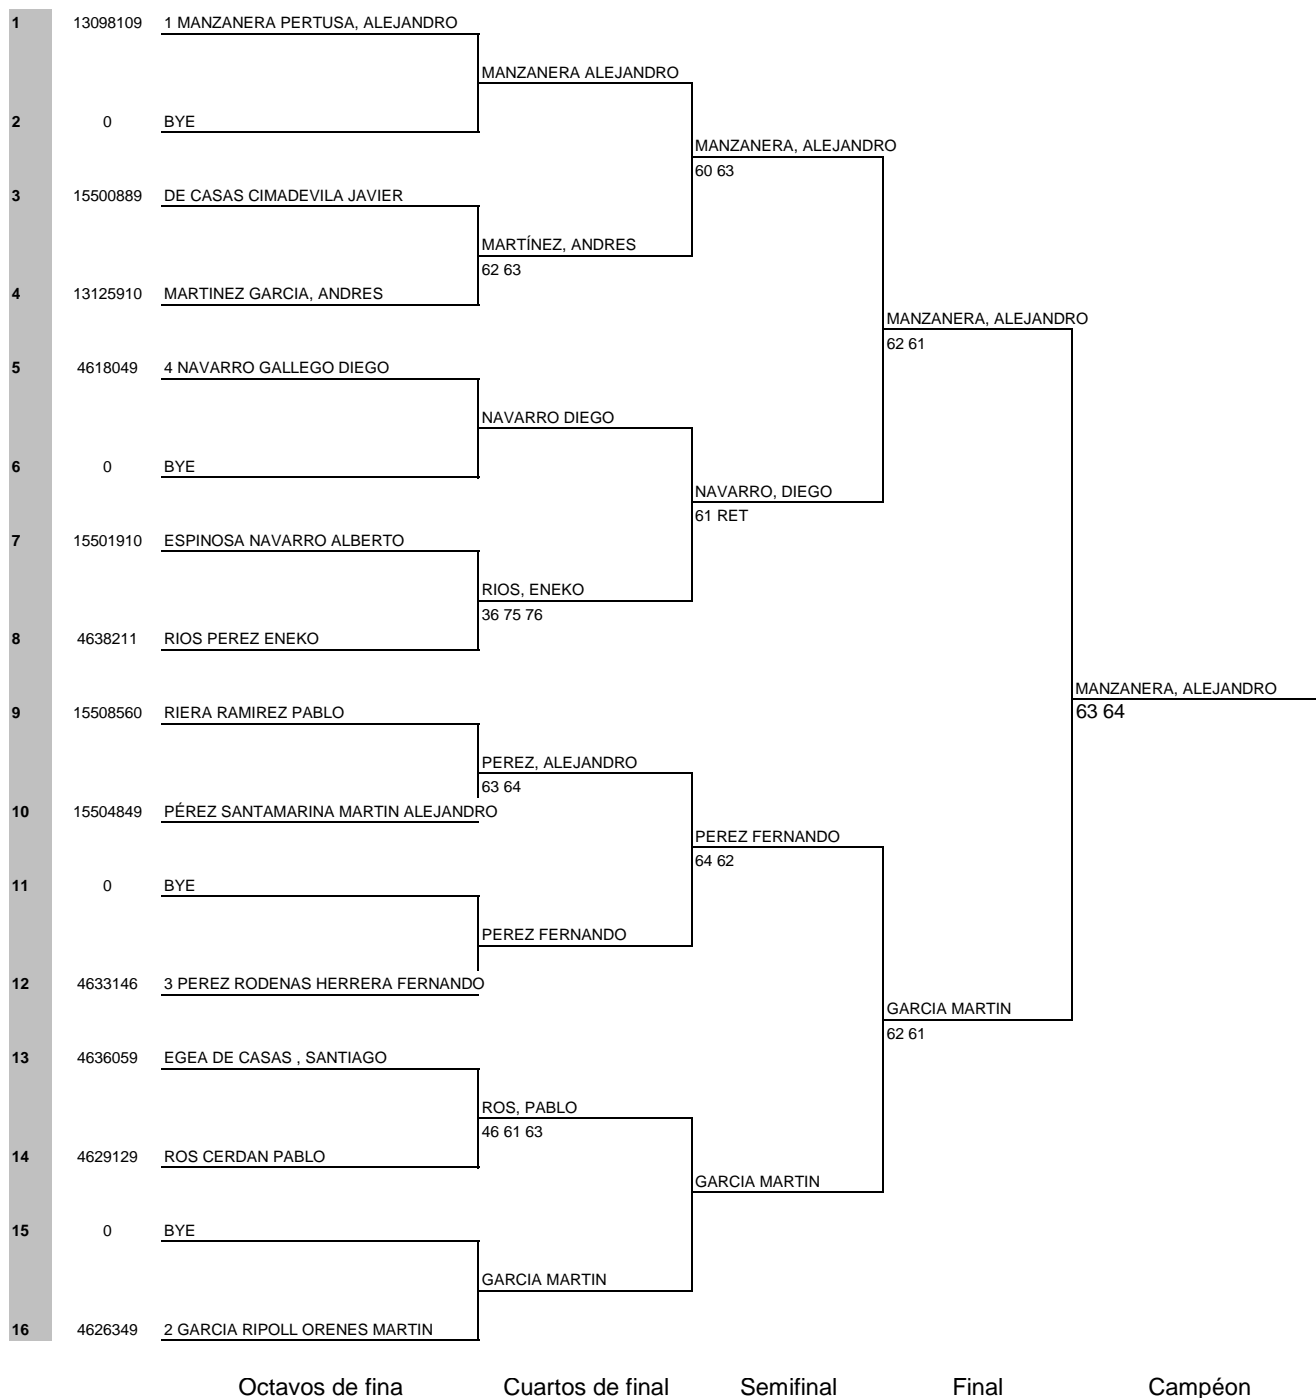 1 13098109 1 MANZANERA PERTUSA, ALEJANDRO
MANZANERA ALEJANDRO
2 0 BYE
MANZANERA, ALEJANDRO
60 63
3 15500889 DE CASAS CIMADEVILA JAVIER
MARTÍNEZ, ANDRES
62 63
4 13125910 MARTINEZ GARCIA, ANDRES
MANZANERA, ALEJANDRO
62 61
5 4618049 4 NAVARRO GALLEGO DIEGO
NAVARRO DIEGO
6 0 BYE
NAVARRO, DIEGO
61 RET
7 15501910 ESPINOSA NAVARRO ALBERTO
RIOS, ENEKO
36 75 76
8 4638211 RIOS PEREZ ENEKO
MANZANERA, ALEJANDRO
63 64
9 15508560 RIERA RAMIREZ PABLO
PEREZ, ALEJANDRO
63 64
10 15504849 PÉREZ SANTAMARINA MARTIN ALEJANDRO
PEREZ FERNANDO
64 62
11 0 BYE
PEREZ FERNANDO
12 4633146 3 PEREZ RODENAS HERRERA FERNANDO
GARCIA MARTIN
62 61
13 4636059 EGEA DE CASAS , SANTIAGO
ROS, PABLO
46 61 63
14 4629129 ROS CERDAN PABLO
GARCIA MARTIN
15 0 BYE
GARCIA MARTIN
16 4626349 2 GARCIA RIPOLL ORENES MARTIN
Octavos de fina Cuartos de final Semifinal Final Campéon